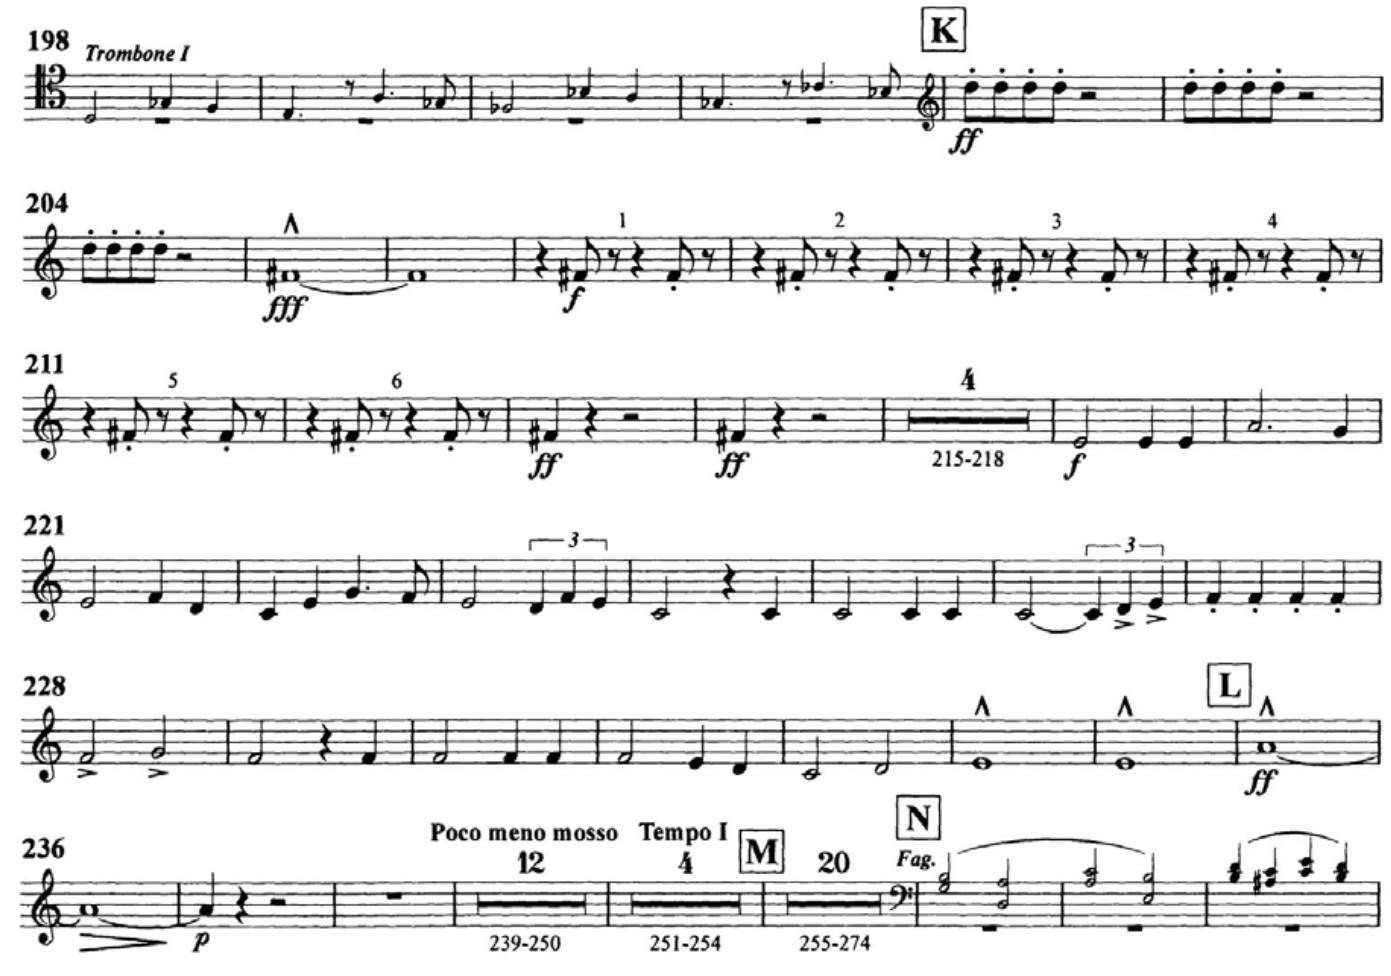 K
198 Trombone I
ff
204 1 2 3 4
fff f
211 5 6 4
ff ff 215-218 f
221 3 3
228 L
ff
Poco meno mosso Tempo I N
236 12 4 M 20 Fag.
p 239-250 251-254 255-274